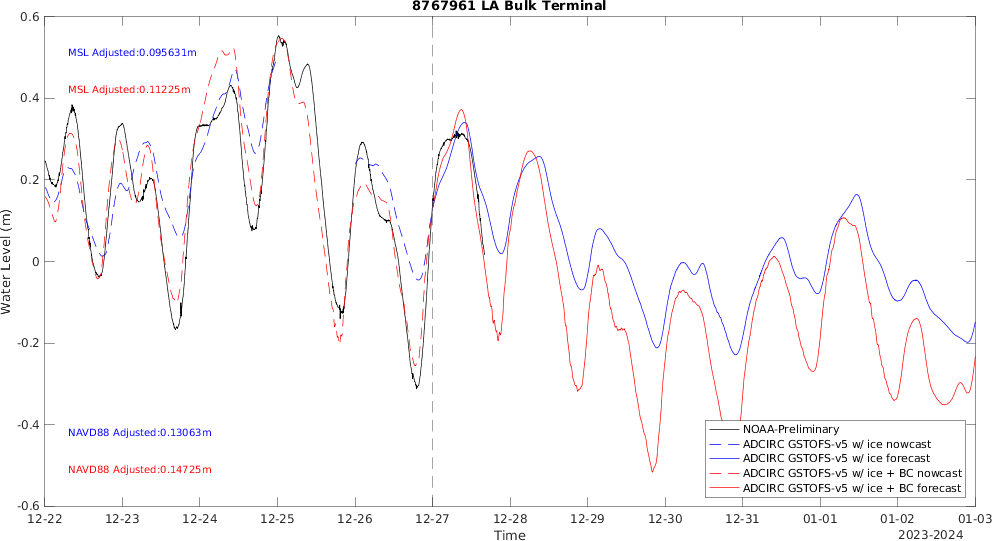 8767961 LA Bulk Terminal
0.6
MSL Adjusted:0.095631m
MSL Adjusted:0.11225m
0.4
0.2
0
-0.2
-0.4
-0.6
Water Level (m)
NAVD88 Adjusted:0.13063m
NAVD88 Adjusted:0.14725m
NOAA-Preliminary
ADCIRC GSTOFS-v5 w/ ice nowcast
ADCIRC GSTOFS-v5 w/ ice forecast
ADCIRC GSTOFS-v5 w/ ice + BC nowcast
ADCIRC GSTOFS-v5 w/ ice + BC forecast
12-22 12-23 12-24 12-25 12-26 12-27 12-28 12-29 12-30 12-31 01-01 01-02 01-03
Time
2023-2024